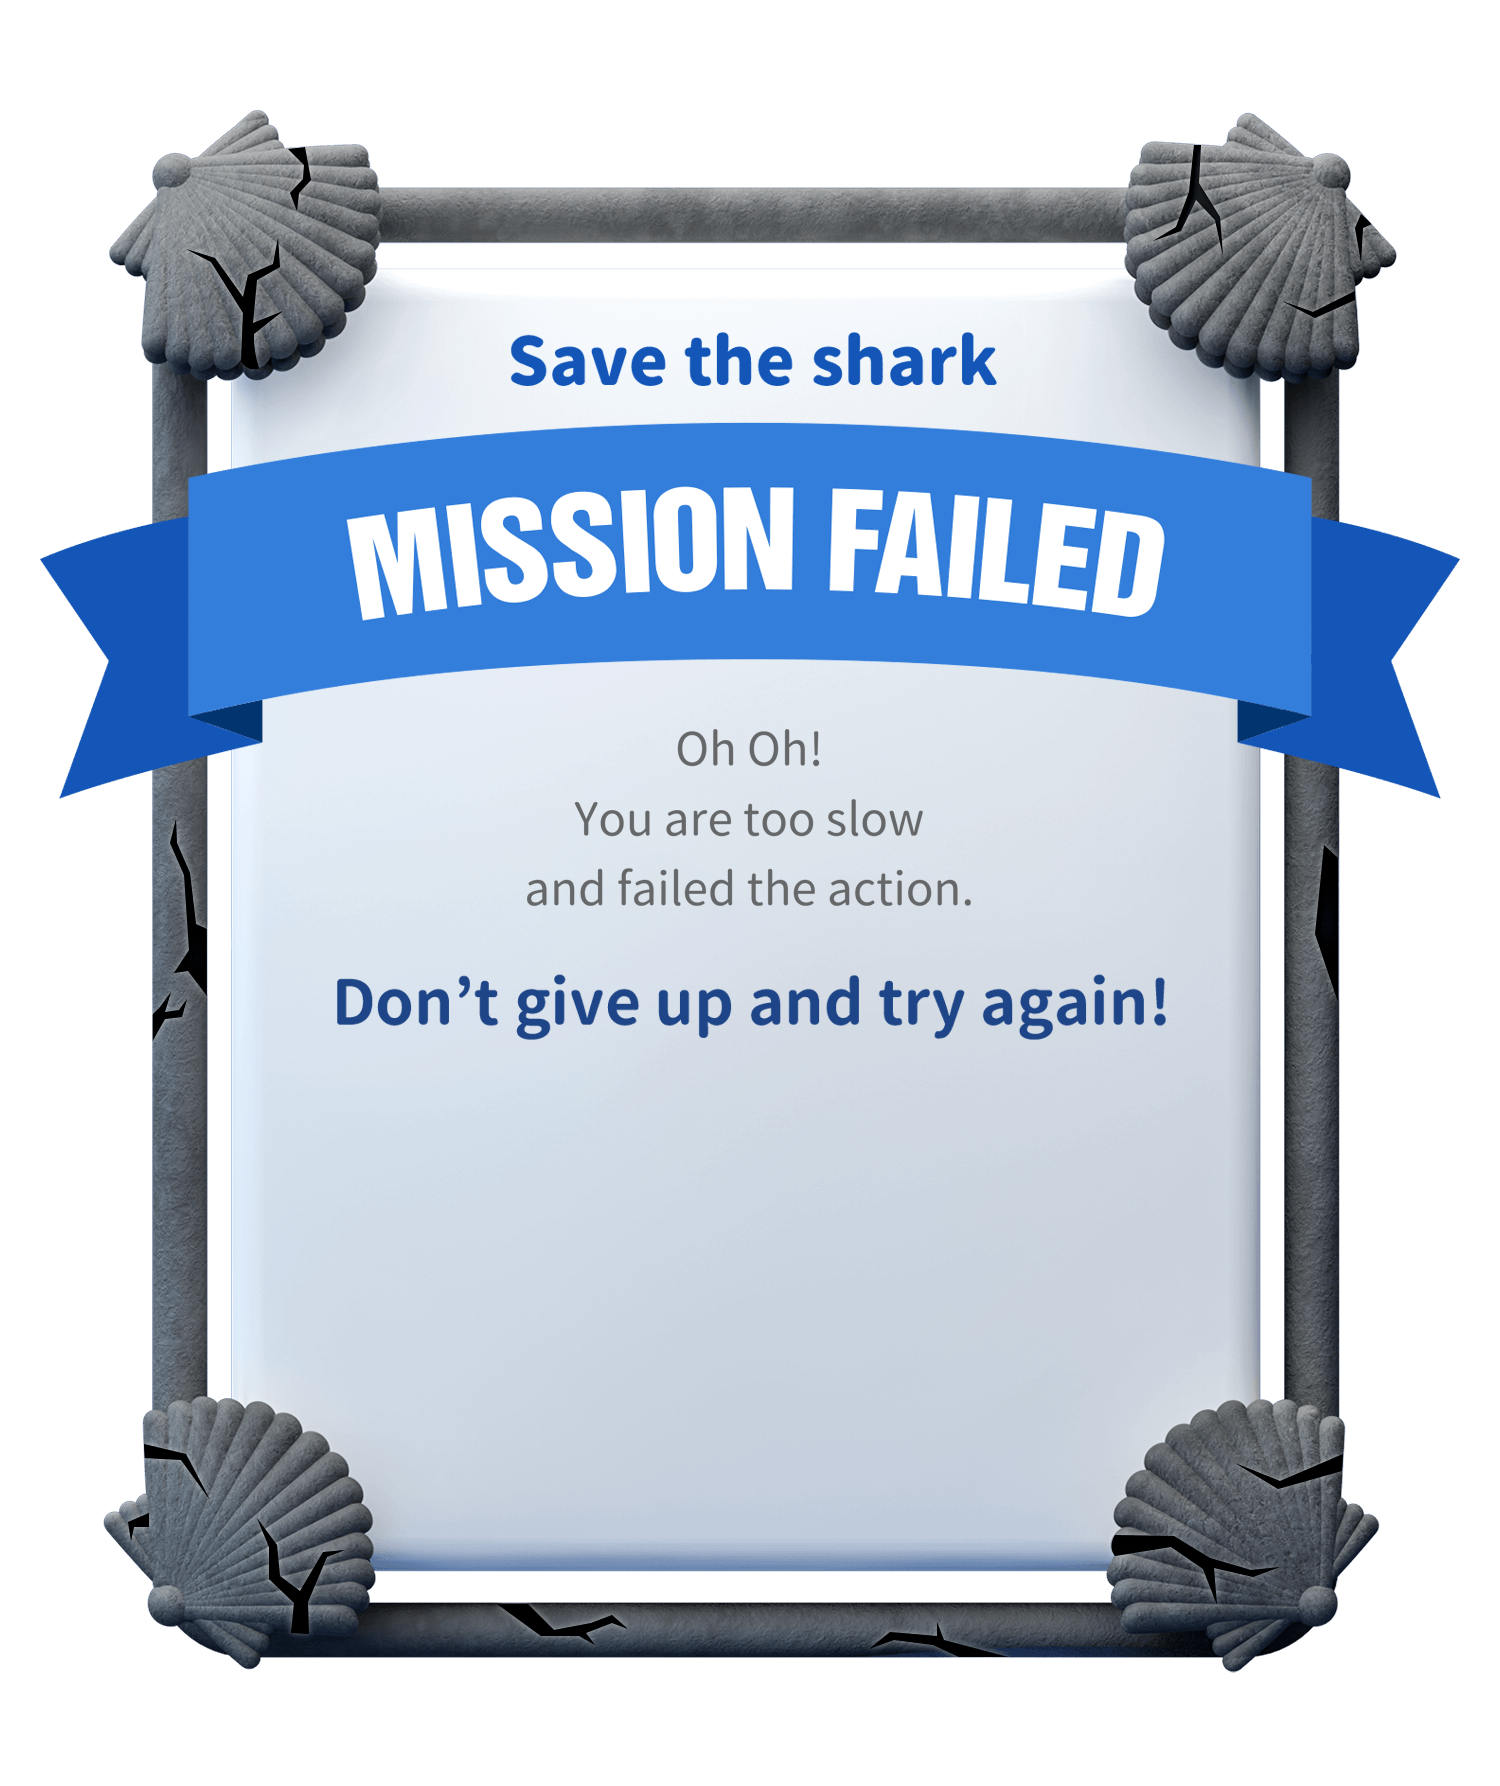 Save the shark
MISSION FAILED
Oh Oh!
You are too slow
and failed the action.
Don’t give up and try again!